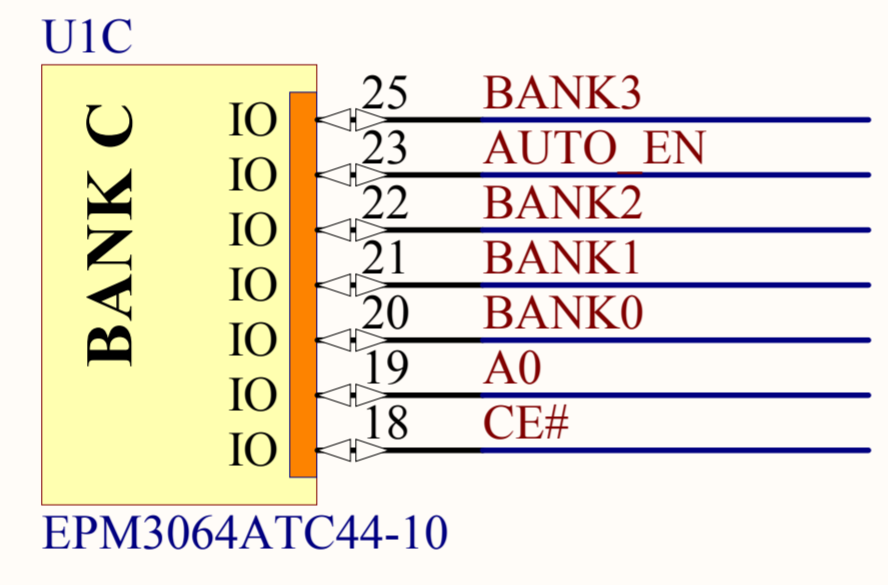 U1C
BANK C
IO 25 BANK3
IO 23 AUTO_EN
IO 22 BANK2
IO 21 BANK1
IO 20 BANK0
IO 19 A0
IO 18 CE#
EPM3064ATC44-10